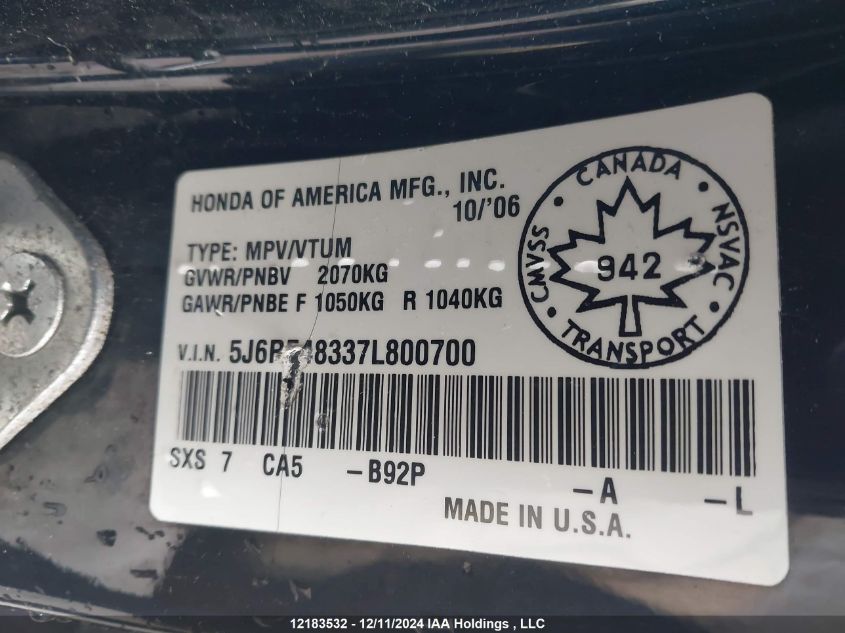 HONDA OF AMERICA MFG., INC.
10/'06
TYPE: MPV/VTUM
GVWR/PNBV 2070KG
GAWR/PNBE F 1050KG R 1040KG
V.I.N.
CANADA • NSVAC • TRANSPORT • CMVSS •
942
SXS 7 CA5 -B92P -A -L
MADE IN U.S.A.
12183532 - 12/11/2024 IAA Holdings , LLC